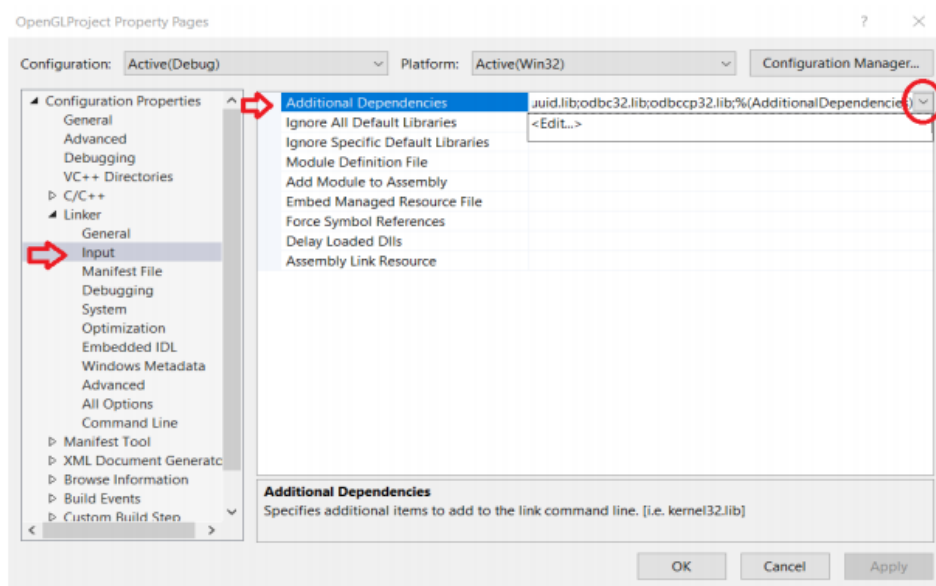 OpenGLProject Property Pages
Configuration: Active(Debug) Platform: Active(Win32) Configuration Manager...
Configuration Properties
General
Advanced
Debugging
VC++ Directories
C/C++
Linker
General
Input
Manifest File
Debugging
System
Optimization
Embedded IDL
Windows Metadata
Advanced
All Options
Command Line
Manifest Tool
XML Document Generatc
Browse Information
Build Events
Custom Build Step
Additional Dependencies uuid.lib;odbc32.lib;odbccp32.lib;%(AdditionalDependencies)
Ignore All Default Libraries <Edit...>
Ignore Specific Default Libraries
Module Definition File
Add Module to Assembly
Embed Managed Resource File
Force Symbol References
Delay Loaded Dlls
Assembly Link Resource
Additional Dependencies
Specifies additional items to add to the link command line. [i.e. kernel32.lib]
OK Cancel Apply